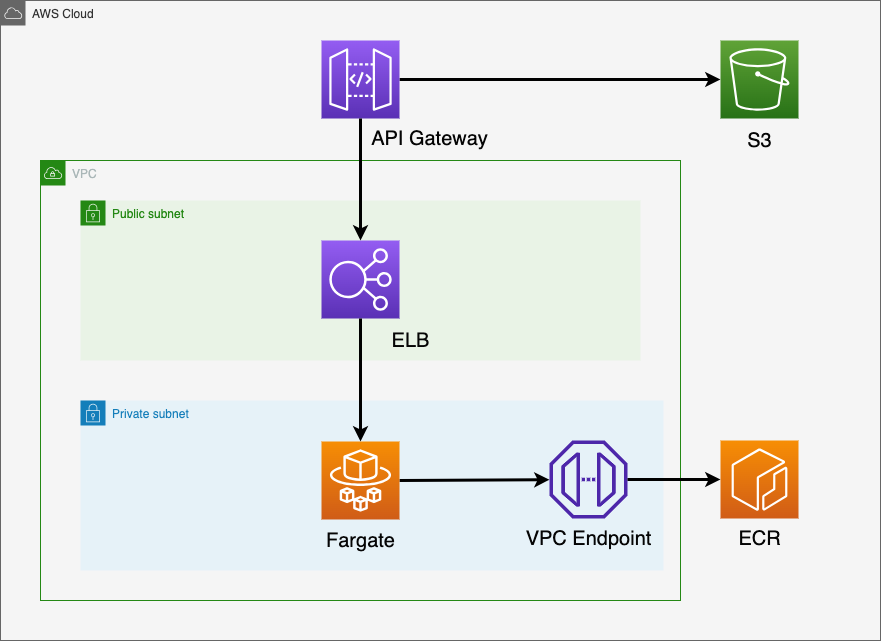 AWS Cloud
</>
API Gateway
S3
VPC
Public subnet
ELB
Private subnet
Fargate
VPC Endpoint
ECR